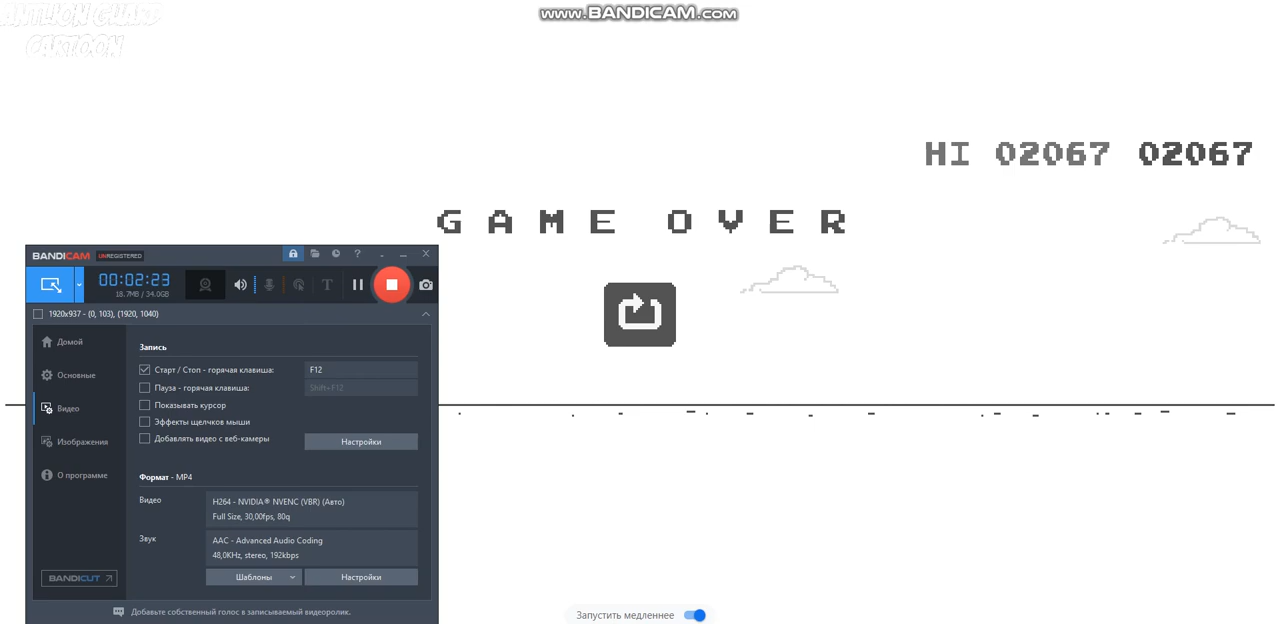 ANTLION GUARD
CARTOON
www.BANDICAM.com
HI 02067 02067
GAME OVER
BANDICAM UNREGISTERED
00:02:23
18.7MB / 34.0GB
1920x937 - (0, 103), (1920, 1040)
Домой
Основные
Видео
Изображения
О программе
BANDICUT
Запись
Старт / Стоп - горячая клавиша: F12
Пауза - горячая клавиша: Shift+F12
Показывать курсор
Эффекты щелчков мыши
Добавлять видео с веб-камеры Настройки
Формат - MP4
Видео H264 - NVIDIA® NVENC (VBR) (Авто)
Full Size, 30,00fps, 80q
Звук AAC - Advanced Audio Coding
48,0KHz, stereo, 192kbps
Шаблоны Настройки
Добавьте собственный голос в записываемый видеоролик.
Запустить медленнее